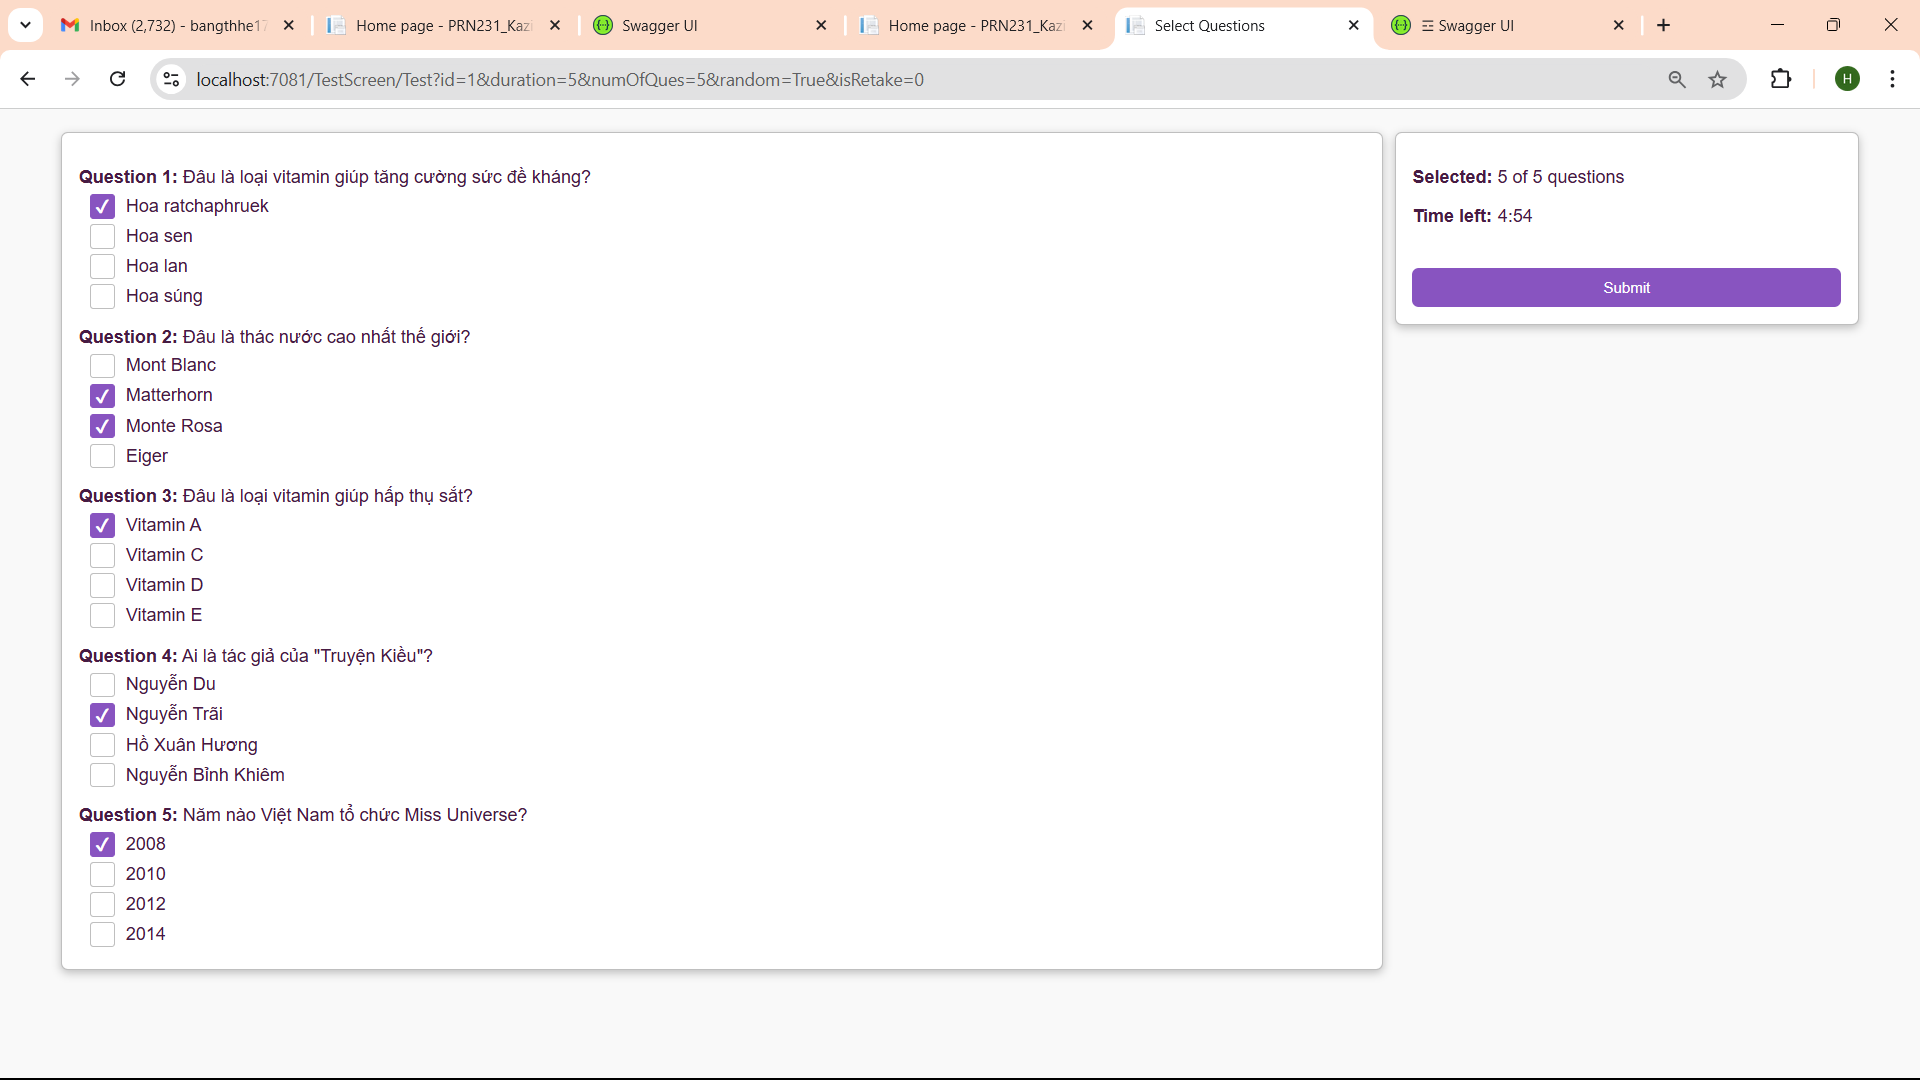 Inbox (2,732) - bangthhe17
Home page - PRN231_Kazi
Swagger UI
Home page - PRN231_Kazi
Select Questions
Swagger UI
localhost:7081/TestScreen/Test?id=1&duration=5&numOfQues=5&random=True&isRetake=0
H
Question 1: Đâu là loại vitamin giúp tăng cường sức đề kháng?
Hoa ratchaphruek
Hoa sen
Hoa lan
Hoa súng
Question 2: Đâu là thác nước cao nhất thế giới?
Mont Blanc
Matterhorn
Monte Rosa
Eiger
Question 3: Đâu là loại vitamin giúp hấp thụ sắt?
Vitamin A
Vitamin C
Vitamin D
Vitamin E
Question 4: Ai là tác giả của "Truyện Kiều"?
Nguyễn Du
Nguyễn Trãi
Hồ Xuân Hương
Nguyễn Bỉnh Khiêm
Question 5: Năm nào Việt Nam tổ chức Miss Universe?
2008
2010
2012
2014
Selected: 5 of 5 questions
Time left: 4:54
Submit